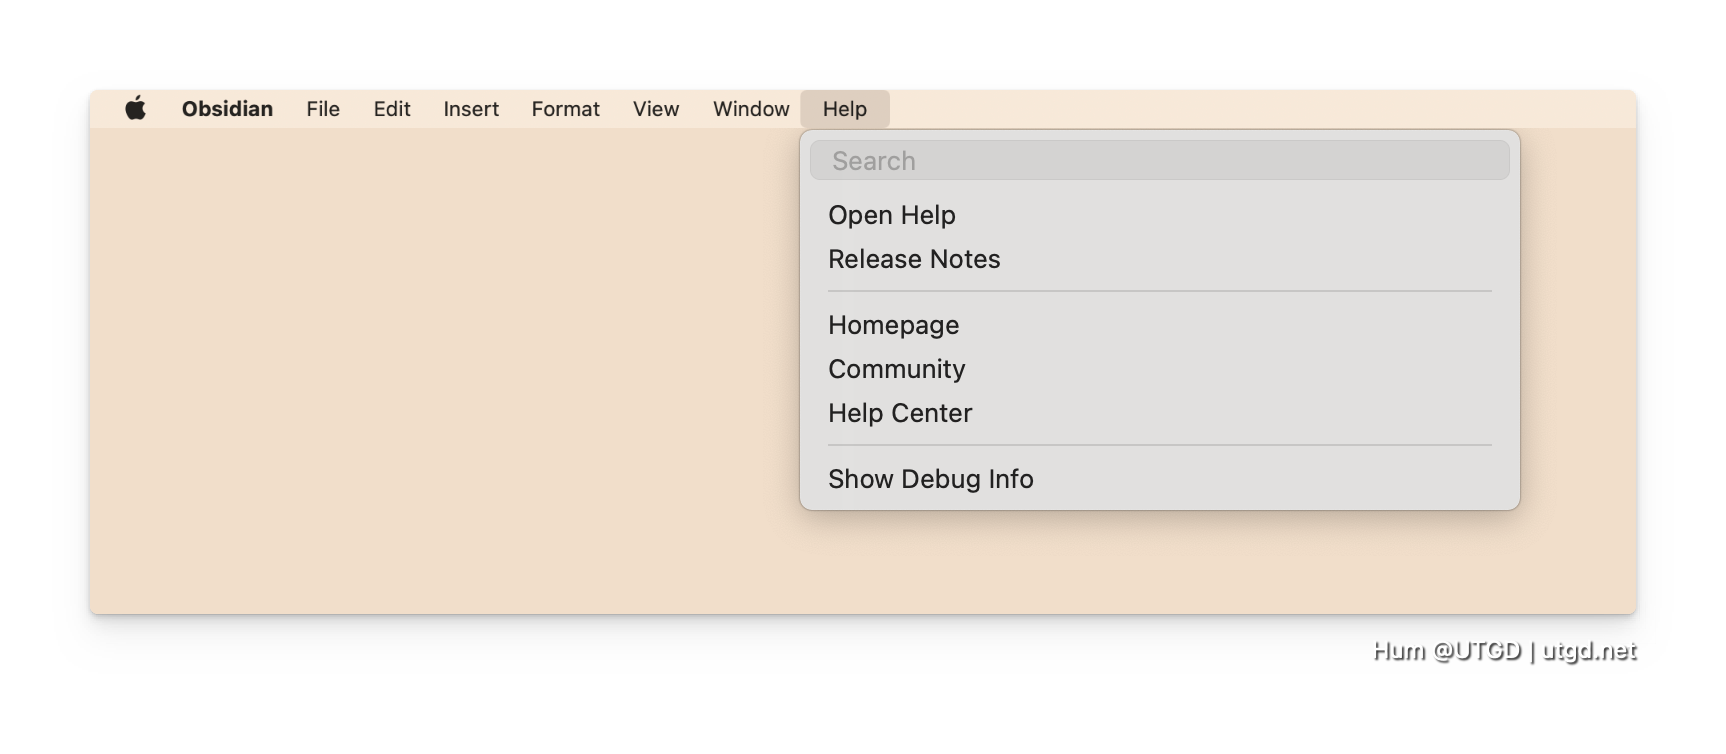 Obsidian File Edit Insert Format View Window Help
Search
Open Help
Release Notes
Homepage
Community
Help Center
Show Debug Info
Hum @UTGD | utgd.net